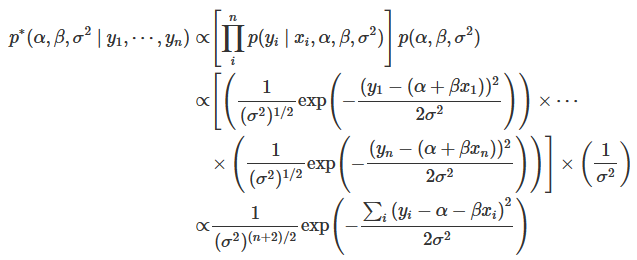 p*(α, β, σ² | y₁, ⋯, yₙ) ∝ [∏ᵢⁿ p(yᵢ | xᵢ, α, β, σ²)] p(α, β, σ²)
∝ [(1/(σ²)^{1/2} exp(−(y₁ − (α + βx₁))²/2σ²)) × ⋯
× (1/(σ²)^{1/2} exp(−(yₙ − (α + βxₙ))²/2σ²))] × (1/σ²)
∝ 1/(σ²)^{(n+2)/2} exp(−∑ᵢ (yᵢ − α − βxᵢ)²/2σ²)